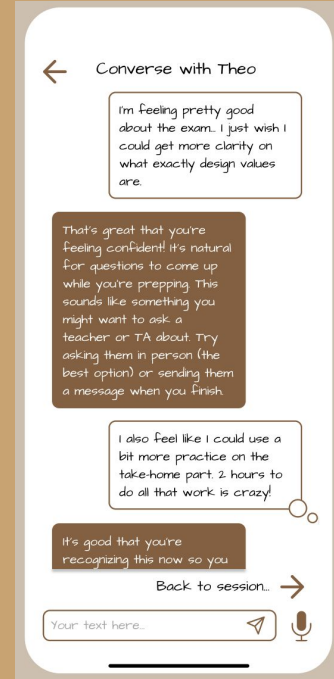 Converse with Theo
I'm feeling pretty good
about the exam... I just wish I
could get more clarity on
what exactly design values
are.
That's great that you're
feeling confident! It's natural
for questions to come up
while you're prepping. This
sounds like something you
might want to ask a
teacher or TA about. Try
asking them in person (the
best option) or sending them
a message when you finish.
I also feel like I could use a
bit more practice on the
take-home part. 2 hours to
do all that work is crazy!
It's good that you're
recognizing this now so you
Back to session...
Your text here...